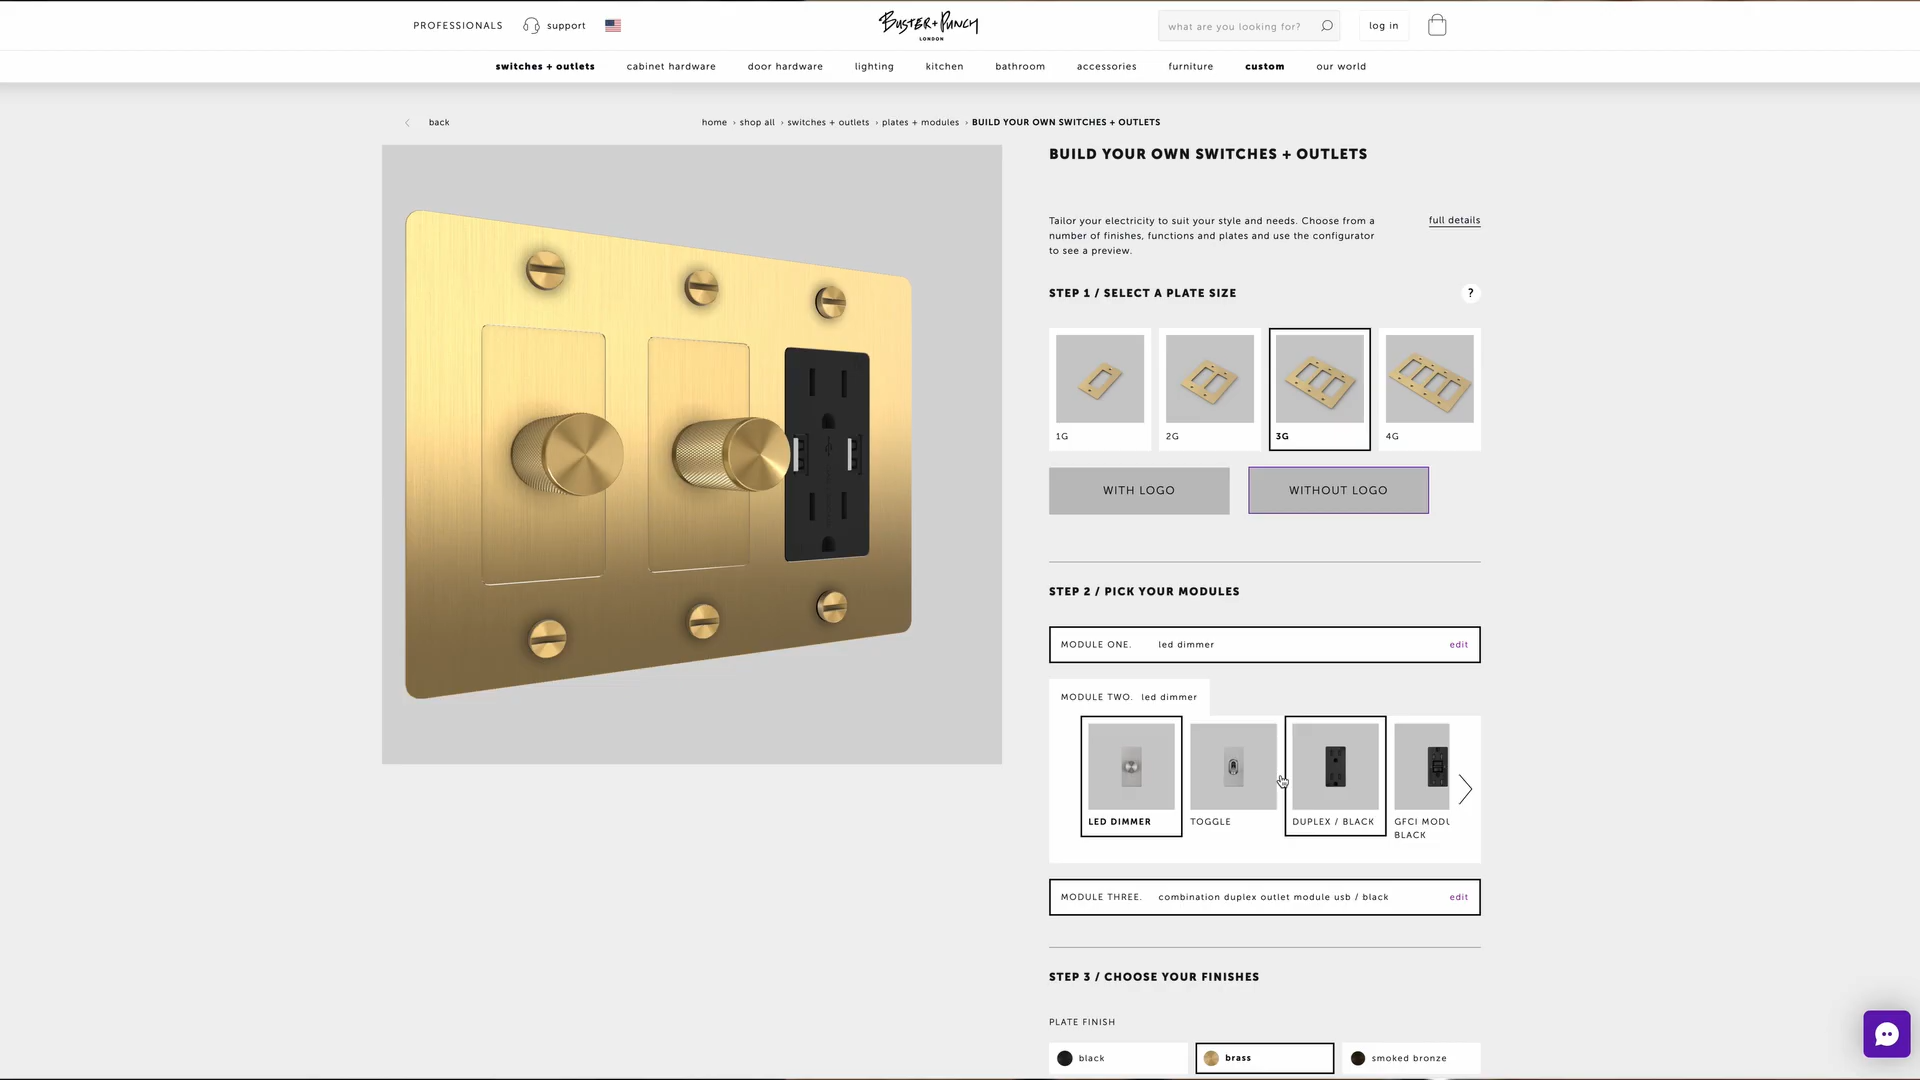 PROFESSIONALS
support
BUSTER+PUNCH
LONDON
what are you looking for?
log in
switches + outlets
cabinet hardware
door hardware
lighting
kitchen
bathroom
accessories
furniture
custom
our world
back
home › shop all › switches + outlets › plates + modules › BUILD YOUR OWN SWITCHES + OUTLETS
BUILD YOUR OWN SWITCHES + OUTLETS
Tailor your electricity to suit your style and needs. Choose from a
number of finishes, functions and plates and use the configurator
to see a preview.
full details
STEP 1 / SELECT A PLATE SIZE
?
1G
2G
3G
4G
WITH LOGO
WITHOUT LOGO
STEP 2 / PICK YOUR MODULES
MODULE ONE. led dimmer edit
MODULE TWO. led dimmer
LED DIMMER
TOGGLE
DUPLEX / BLACK
GFCI MODU
BLACK
MODULE THREE. combination duplex outlet module usb / black edit
STEP 3 / CHOOSE YOUR FINISHES
PLATE FINISH
black
brass
smoked bronze